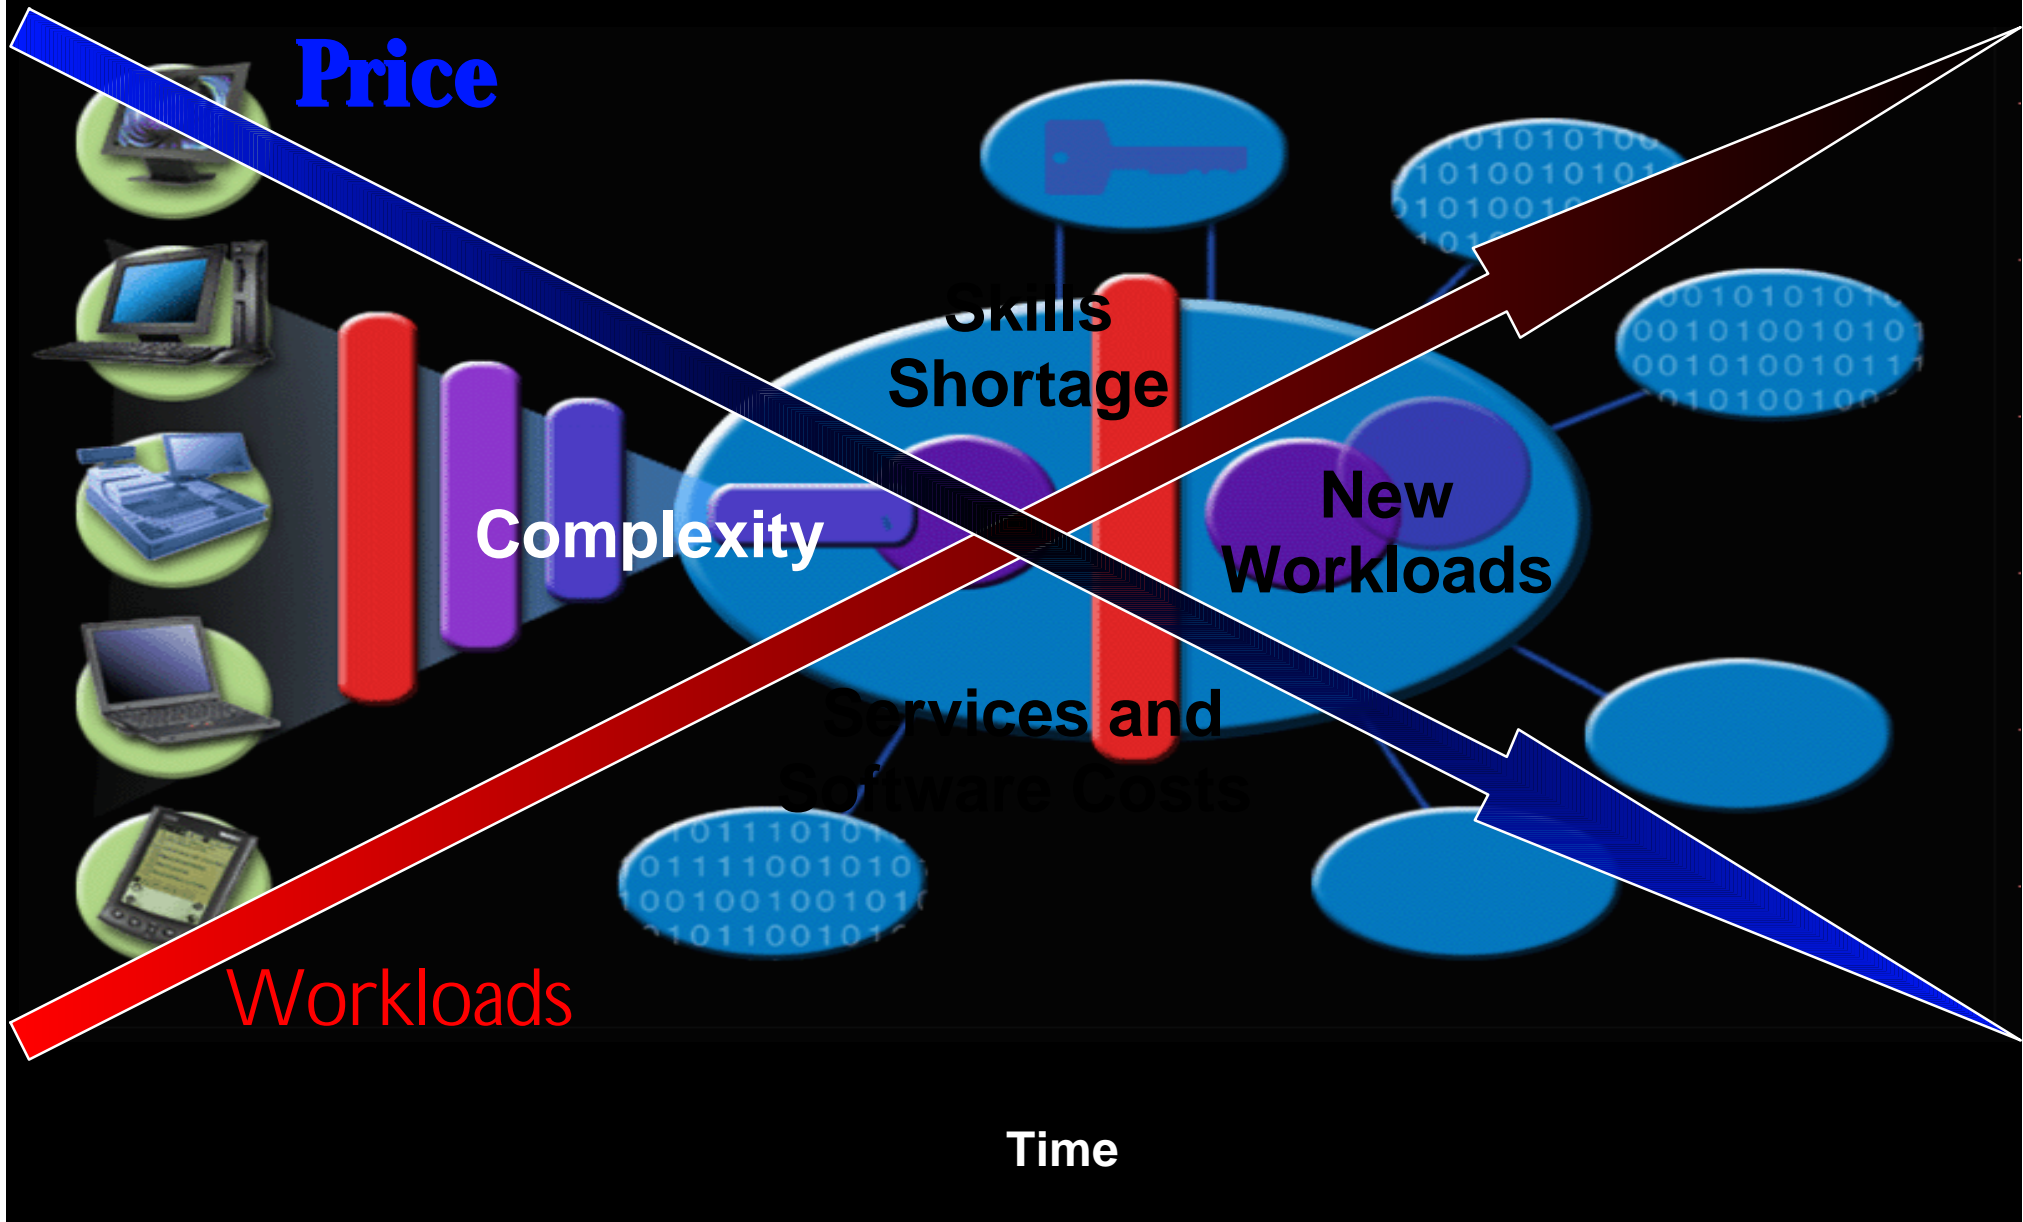 Price
Skills
Shortage
New
Workloads
Complexity
Services and
Software Costs
Workloads
Time